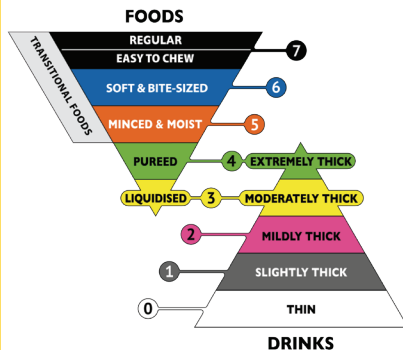 FOODS
TRANSITIONAL FOODS
REGULAR
EASY TO CHEW
7
SOFT & BITE-SIZED
6
MINCED & MOIST
5
PUREED
4
EXTREMELY THICK
LIQUIDISED
3
MODERATELY THICK
2
MILDLY THICK
1
SLIGHTLY THICK
0
THIN
DRINKS